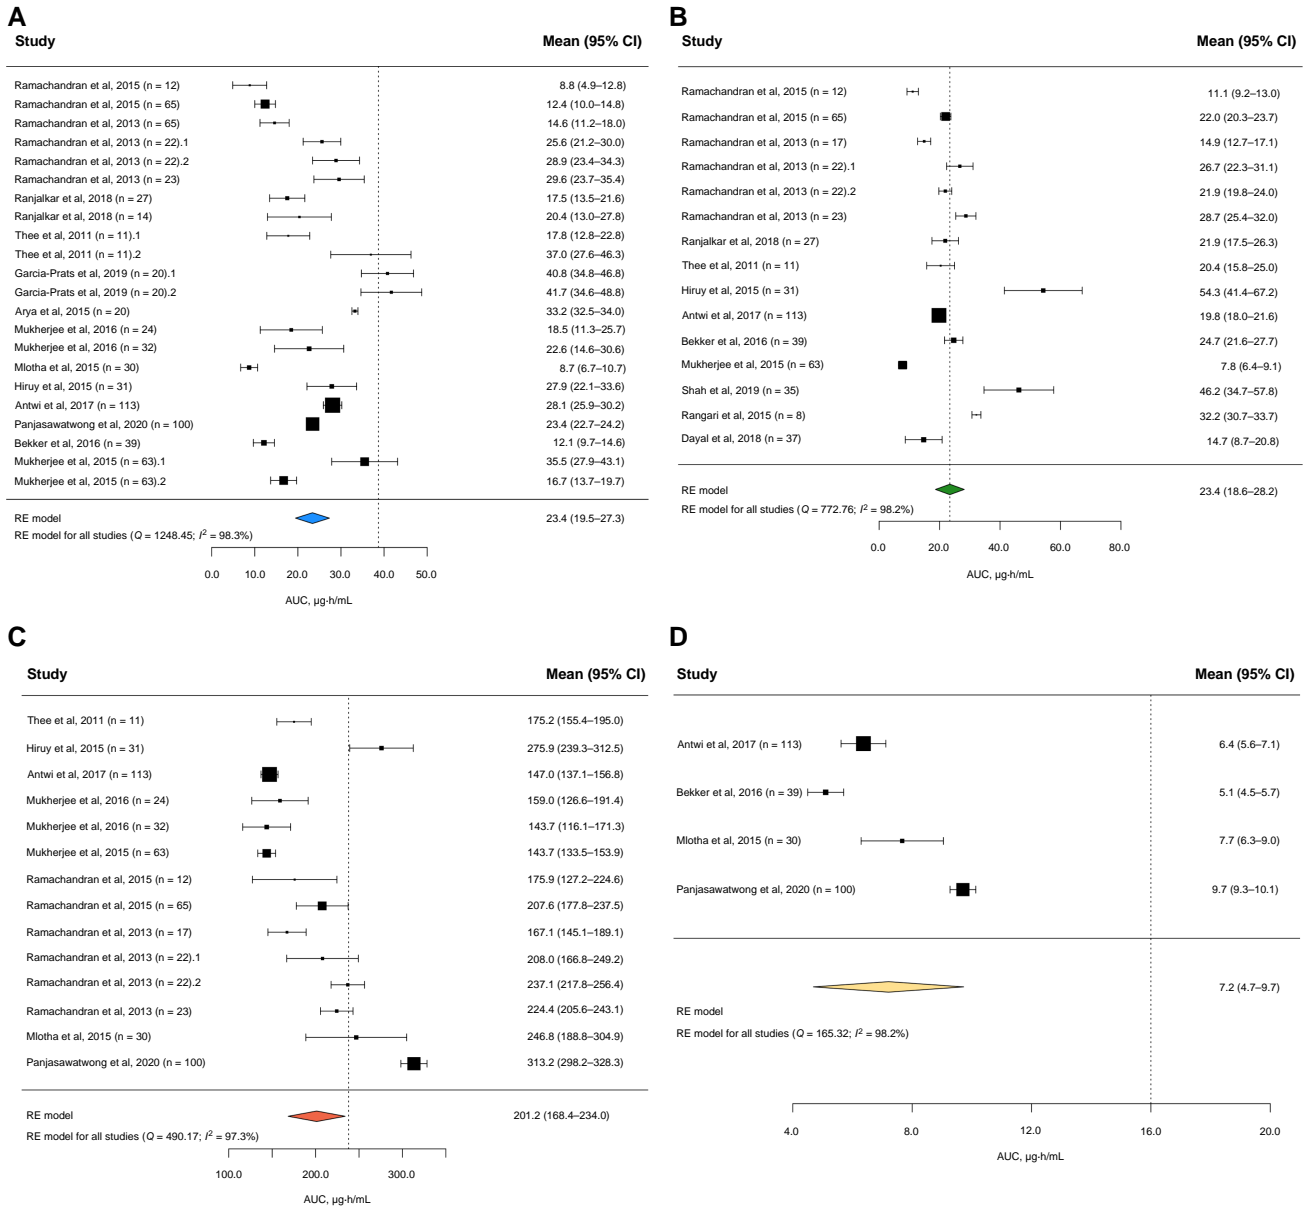 A
Study Mean (95% CI)
Ramachandran et al, 2015 (n = 12) 8.8 (4.9–12.8)
Ramachandran et al, 2015 (n = 65) 12.4 (10.0–14.8)
Ramachandran et al, 2013 (n = 65) 14.6 (11.2–18.0)
Ramachandran et al, 2013 (n = 22).1 25.6 (21.2–30.0)
Ramachandran et al, 2013 (n = 22).2 28.9 (23.4–34.3)
Ramachandran et al, 2013 (n = 23) 29.6 (23.7–35.4)
Ranjalkar et al, 2018 (n = 27) 17.5 (13.5–21.6)
Ranjalkar et al, 2018 (n = 14) 20.4 (13.0–27.8)
Thee et al, 2011 (n = 11).1 17.8 (12.8–22.8)
Thee et al, 2011 (n = 11).2 37.0 (27.6–46.3)
Garcia-Prats et al, 2019 (n = 20).1 40.8 (34.8–46.8)
Garcia-Prats et al, 2019 (n = 20).2 41.7 (34.6–48.8)
Arya et al, 2015 (n = 20) 33.2 (32.5–34.0)
Mukherjee et al, 2016 (n = 24) 18.5 (11.3–25.7)
Mukherjee et al, 2016 (n = 32) 22.6 (14.6–30.6)
Mlotha et al, 2015 (n = 30) 8.7 (6.7–10.7)
Hiruy et al, 2015 (n = 31) 27.9 (22.1–33.6)
Antwi et al, 2017 (n = 113) 28.1 (25.9–30.2)
Panjasawatwong et al, 2020 (n = 100) 23.4 (22.7–24.2)
Bekker et al, 2016 (n = 39) 12.1 (9.7–14.6)
Mukherjee et al, 2015 (n = 63).1 35.5 (27.9–43.1)
Mukherjee et al, 2015 (n = 63).2 16.7 (13.7–19.7)
RE model 23.4 (19.5–27.3)
RE model for all studies (Q = 1248.45; I² = 98.3%)
0.0 10.0 20.0 30.0 40.0 50.0
AUC, µg·h/mL
B
Study Mean (95% CI)
Ramachandran et al, 2015 (n = 12) 11.1 (9.2–13.0)
Ramachandran et al, 2015 (n = 65) 22.0 (20.3–23.7)
Ramachandran et al, 2013 (n = 17) 14.9 (12.7–17.1)
Ramachandran et al, 2013 (n = 22).1 26.7 (22.3–31.1)
Ramachandran et al, 2013 (n = 22).2 21.9 (19.8–24.0)
Ramachandran et al, 2013 (n = 23) 28.7 (25.4–32.0)
Ranjalkar et al, 2018 (n = 27) 21.9 (17.5–26.3)
Thee et al, 2011 (n = 11) 20.4 (15.8–25.0)
Hiruy et al, 2015 (n = 31) 54.3 (41.4–67.2)
Antwi et al, 2017 (n = 113) 19.8 (18.0–21.6)
Bekker et al, 2016 (n = 39) 24.7 (21.6–27.7)
Mukherjee et al, 2015 (n = 63) 7.8 (6.4–9.1)
Shah et al, 2019 (n = 35) 46.2 (34.7–57.8)
Rangari et al, 2015 (n = 8) 32.2 (30.7–33.7)
Dayal et al, 2018 (n = 37) 14.7 (8.7–20.8)
RE model 23.4 (18.6–28.2)
RE model for all studies (Q = 772.76; I² = 98.2%)
0.0 20.0 40.0 60.0 80.0
AUC, µg·h/mL
C
Study Mean (95% CI)
Thee et al, 2011 (n = 11) 175.2 (155.4–195.0)
Hiruy et al, 2015 (n = 31) 275.9 (239.3–312.5)
Antwi et al, 2017 (n = 113) 147.0 (137.1–156.8)
Mukherjee et al, 2016 (n = 24) 159.0 (126.6–191.4)
Mukherjee et al, 2016 (n = 32) 143.7 (116.1–171.3)
Mukherjee et al, 2015 (n = 63) 143.7 (133.5–153.9)
Ramachandran et al, 2015 (n = 12) 175.9 (127.2–224.6)
Ramachandran et al, 2015 (n = 65) 207.6 (177.8–237.5)
Ramachandran et al, 2013 (n = 17) 167.1 (145.1–189.1)
Ramachandran et al, 2013 (n = 22).1 208.0 (166.8–249.2)
Ramachandran et al, 2013 (n = 22).2 237.1 (217.8–256.4)
Ramachandran et al, 2013 (n = 23) 224.4 (205.6–243.1)
Mlotha et al, 2015 (n = 30) 246.8 (188.8–304.9)
Panjasawatwong et al, 2020 (n = 100) 313.2 (298.2–328.3)
RE model 201.2 (168.4–234.0)
RE model for all studies (Q = 490.17; I² = 97.3%)
100.0 200.0 300.0
AUC, µg·h/mL
D
Study Mean (95% CI)
Antwi et al, 2017 (n = 113) 6.4 (5.6–7.1)
Bekker et al, 2016 (n = 39) 5.1 (4.5–5.7)
Mlotha et al, 2015 (n = 30) 7.7 (6.3–9.0)
Panjasawatwong et al, 2020 (n = 100) 9.7 (9.3–10.1)
7.2 (4.7–9.7)
RE model
RE model for all studies (Q = 165.32; I² = 98.2%)
4.0 8.0 12.0 16.0 20.0
AUC, µg·h/mL